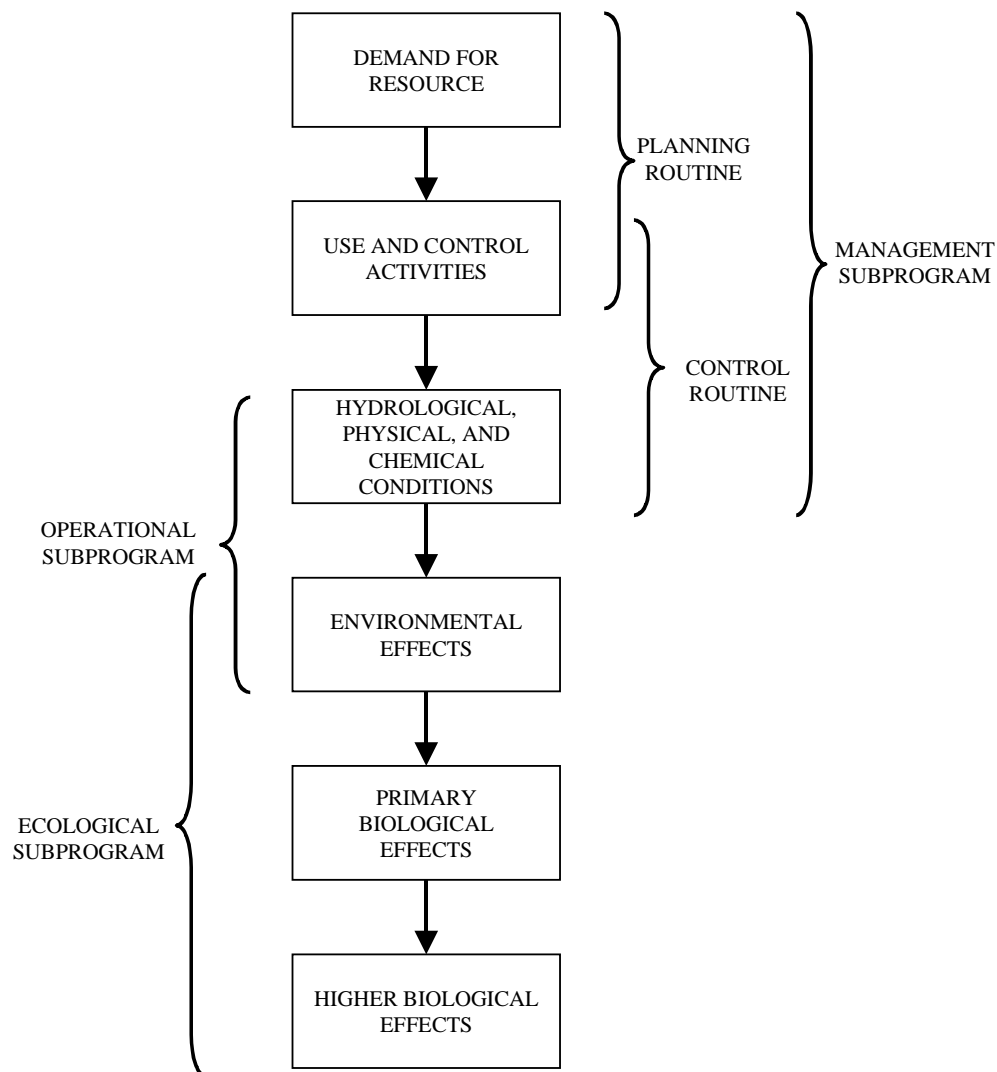 DEMAND FOR
RESOURCE
PLANNING
ROUTINE
USE AND CONTROL
ACTIVITIES
MANAGEMENT
SUBPROGRAM
CONTROL
ROUTINE
HYDROLOGICAL,
PHYSICAL, AND
CHEMICAL
CONDITIONS
OPERATIONAL
SUBPROGRAM
ENVIRONMENTAL
EFFECTS
PRIMARY
BIOLOGICAL
EFFECTS
ECOLOGICAL
SUBPROGRAM
HIGHER BIOLOGICAL
EFFECTS